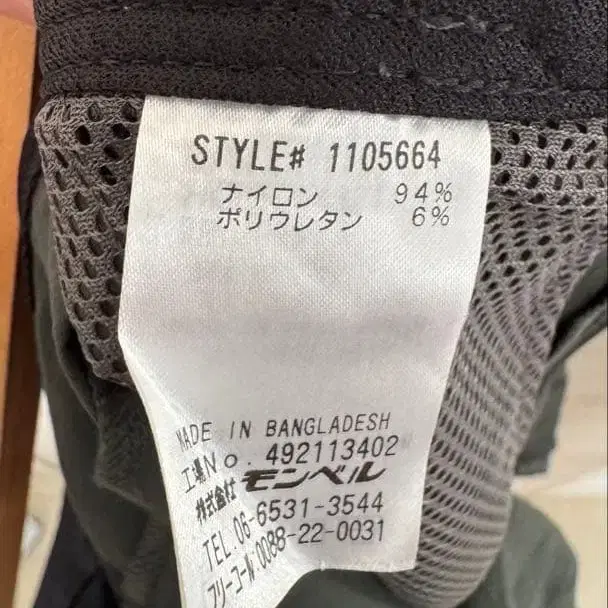 STYLE# 1105664
ナイロン 94%
ポリウレタン 6%
MADE IN BANGLADESH
工場No. 492113402
株式会社 モンベル
TEL.06-6531-3544
フリーコール.0088-22-0031